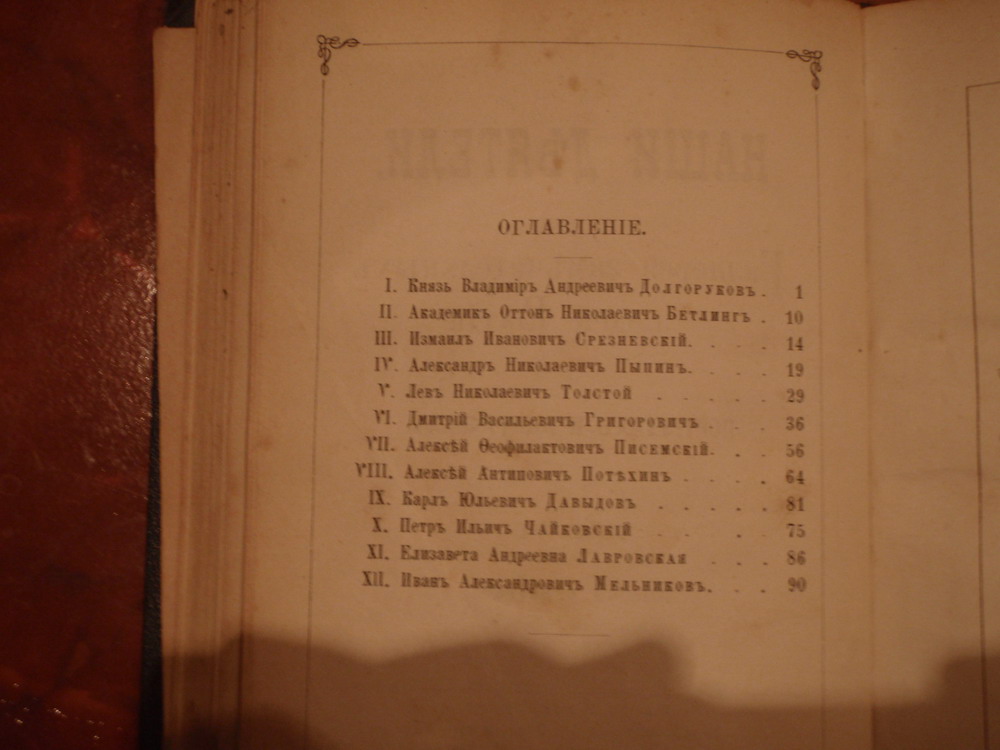 ОГЛАВЛЕНІЕ.
I. Князь Владиміръ Андреевичъ Долгоруковъ . 1
II. Академикъ Оттонъ Николаевичъ Бетлингъ . 10
III. Измаилъ Ивановичъ Срезневскій. . . . 14
IV. Александръ Николаевичъ Пыпинъ. . . . 19
V. Левъ Николаевичъ Толстой . . . . . 29
VI. Дмитрій Васильевичъ Григоровичъ . . . 36
VII. Алексѣй Ѳеофилактовичъ Писемскій. . . 56
VIII. Алексѣй Антиповичъ Потѣхинъ . . . . 64
IX. Карлъ Юльевичъ Давыдовъ . . . . . 81
X. Петръ Ильичъ Чайковскій . . . . 75
XI. Елизавета Андреевна Лавровская . . . 86
XII. Иванъ Александровичъ Мельниковъ. . . 90